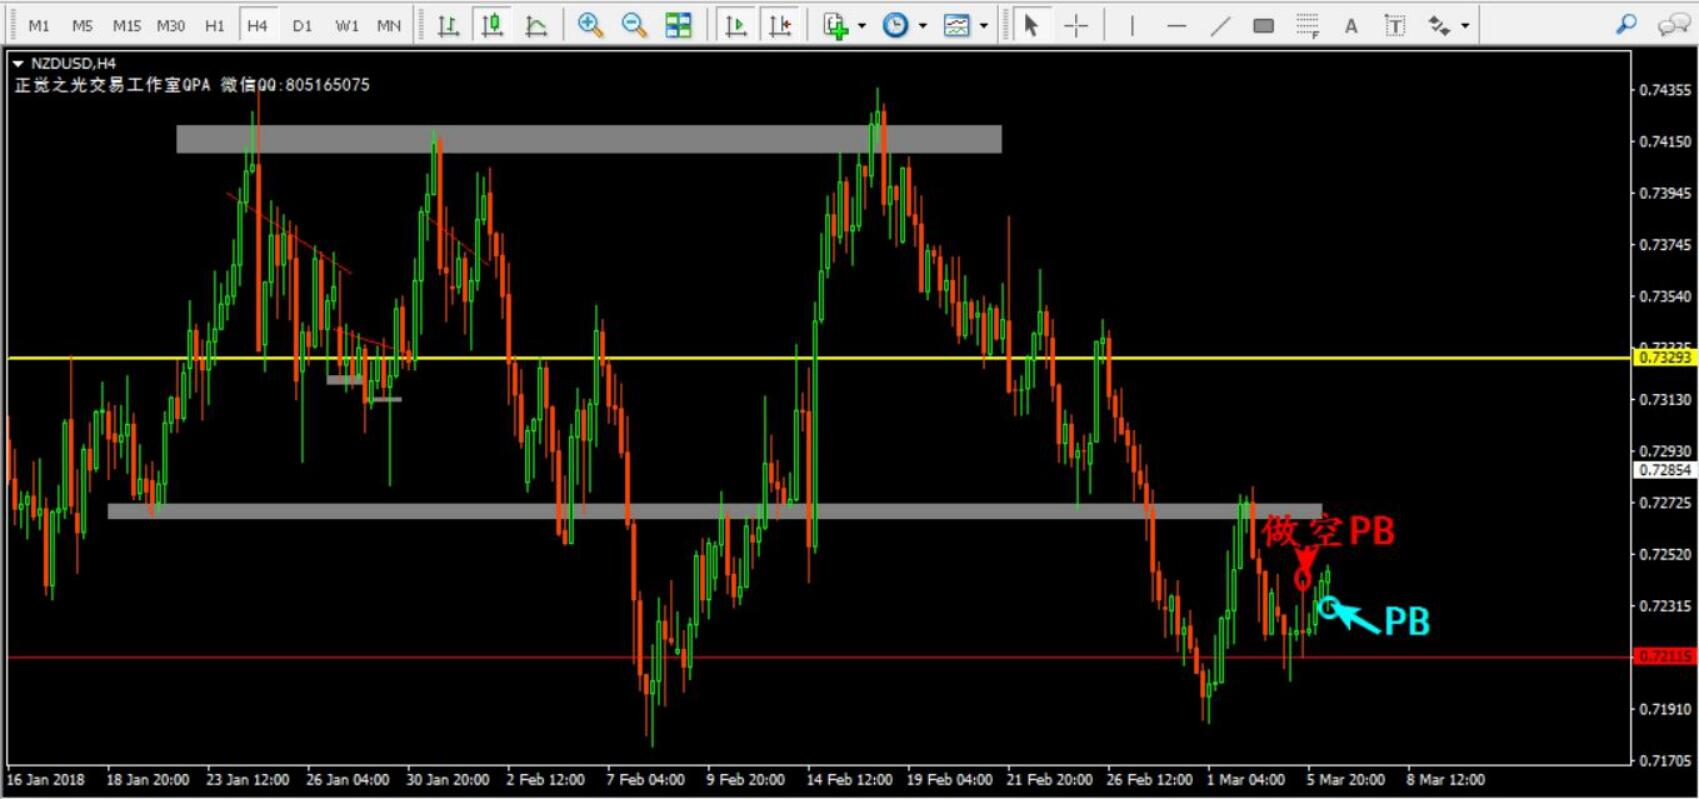 M1 M5 M15 M30 H1 H4 D1 W1 MN A T F
NZDUSD,H4
正觉之光交易工作室QPA 微信QQ:805165075
0.74355
0.74150
0.73945
0.73745
0.73540
0.73293
0.73130
0.72930
0.72854
0.72725
做空PB
0.72520
0.72315
PB
0.72115
0.71910
0.71705
16 Jan 2018 18 Jan 20:00 23 Jan 12:00 26 Jan 04:00 30 Jan 20:00 2 Feb 12:00 7 Feb 04:00 9 Feb 20:00 14 Feb 12:00 19 Feb 04:00 21 Feb 20:00 26 Feb 12:00 1 Mar 04:00 5 Mar 20:00 8 Mar 12:00